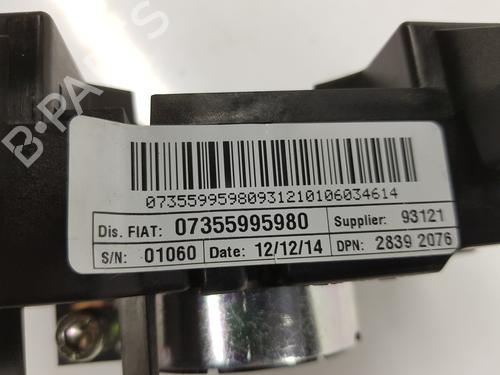 B-PARTS
07355995980931210106034614
Dis. FIAT: 07355995980 Supplier: 93121
S/N: 01060 Date: 12/12/14 DPN: 2839 2076